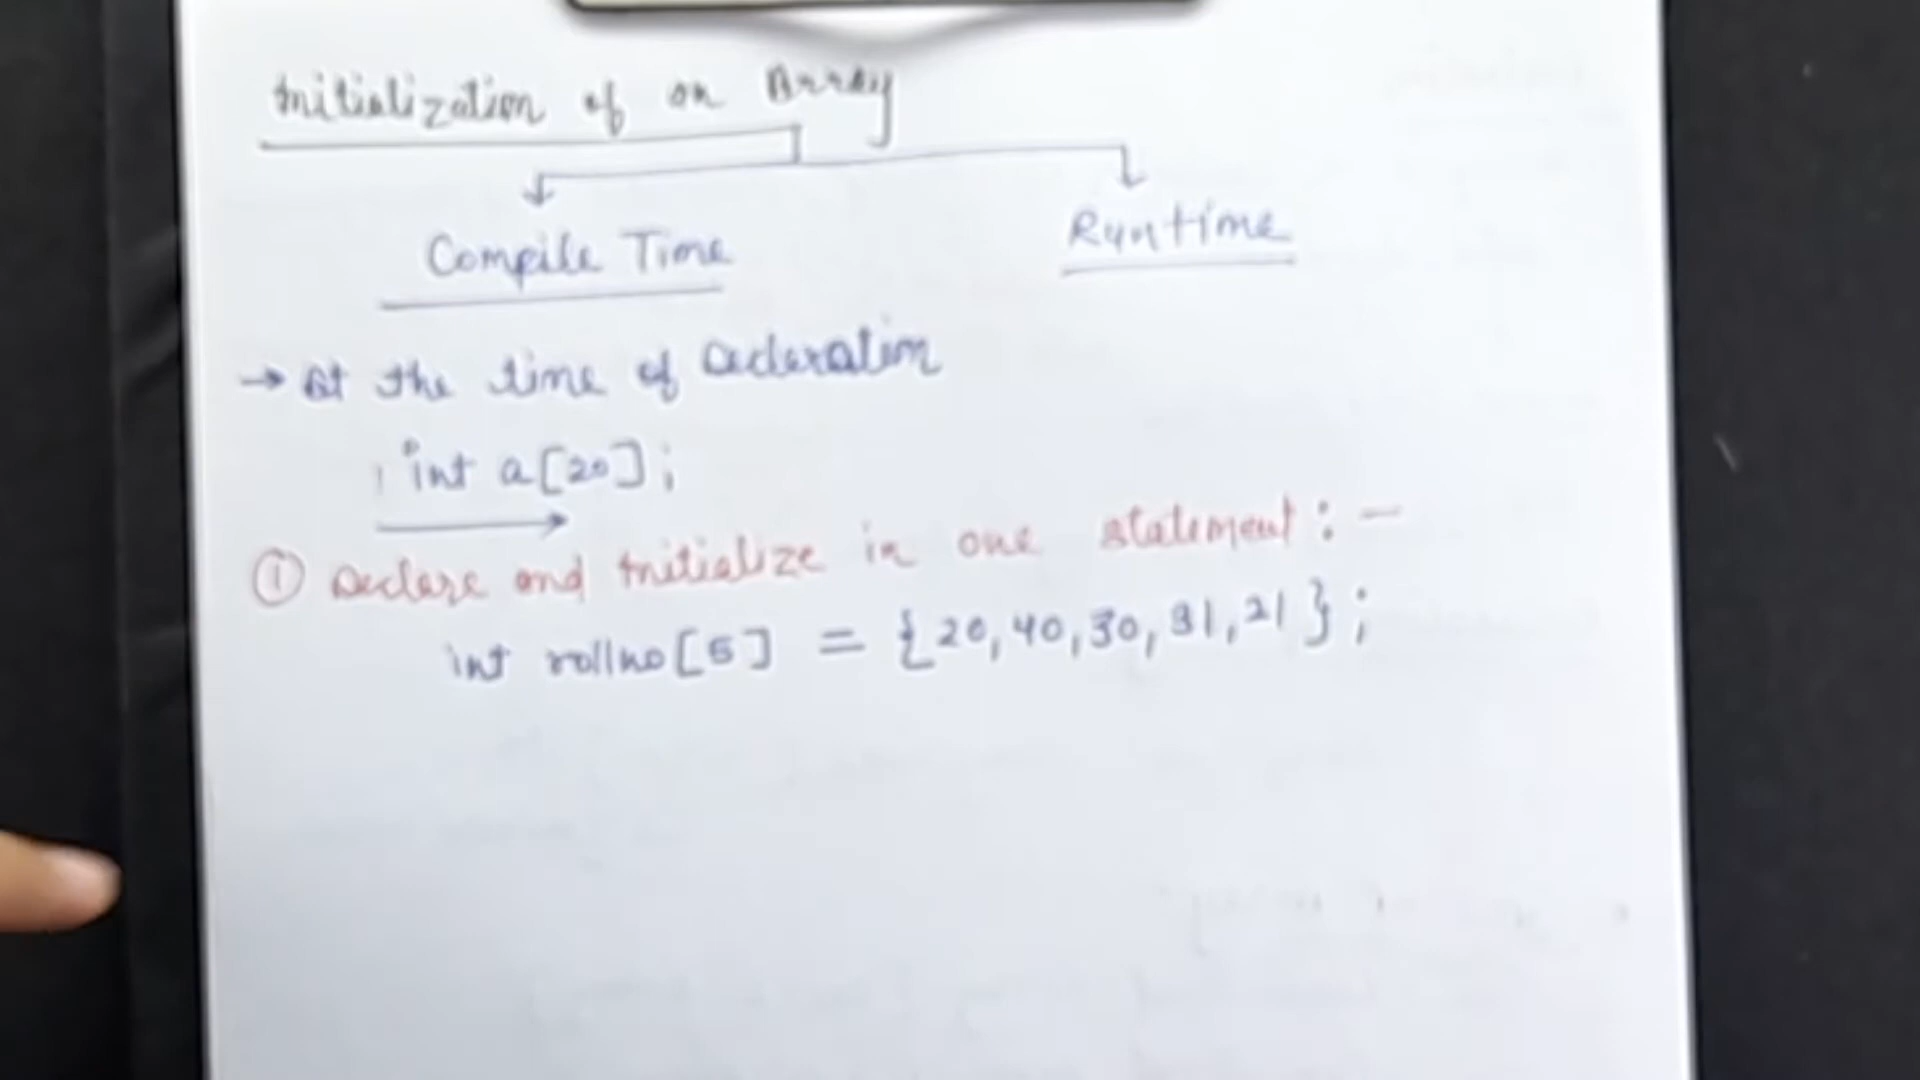 Initialization of an Array
Compile Time
Runtime
→ At the time of Declaration
int a[20];
① Declare and Initialize in one statement: -
int rollno[5] = {20,40,30,31,21};